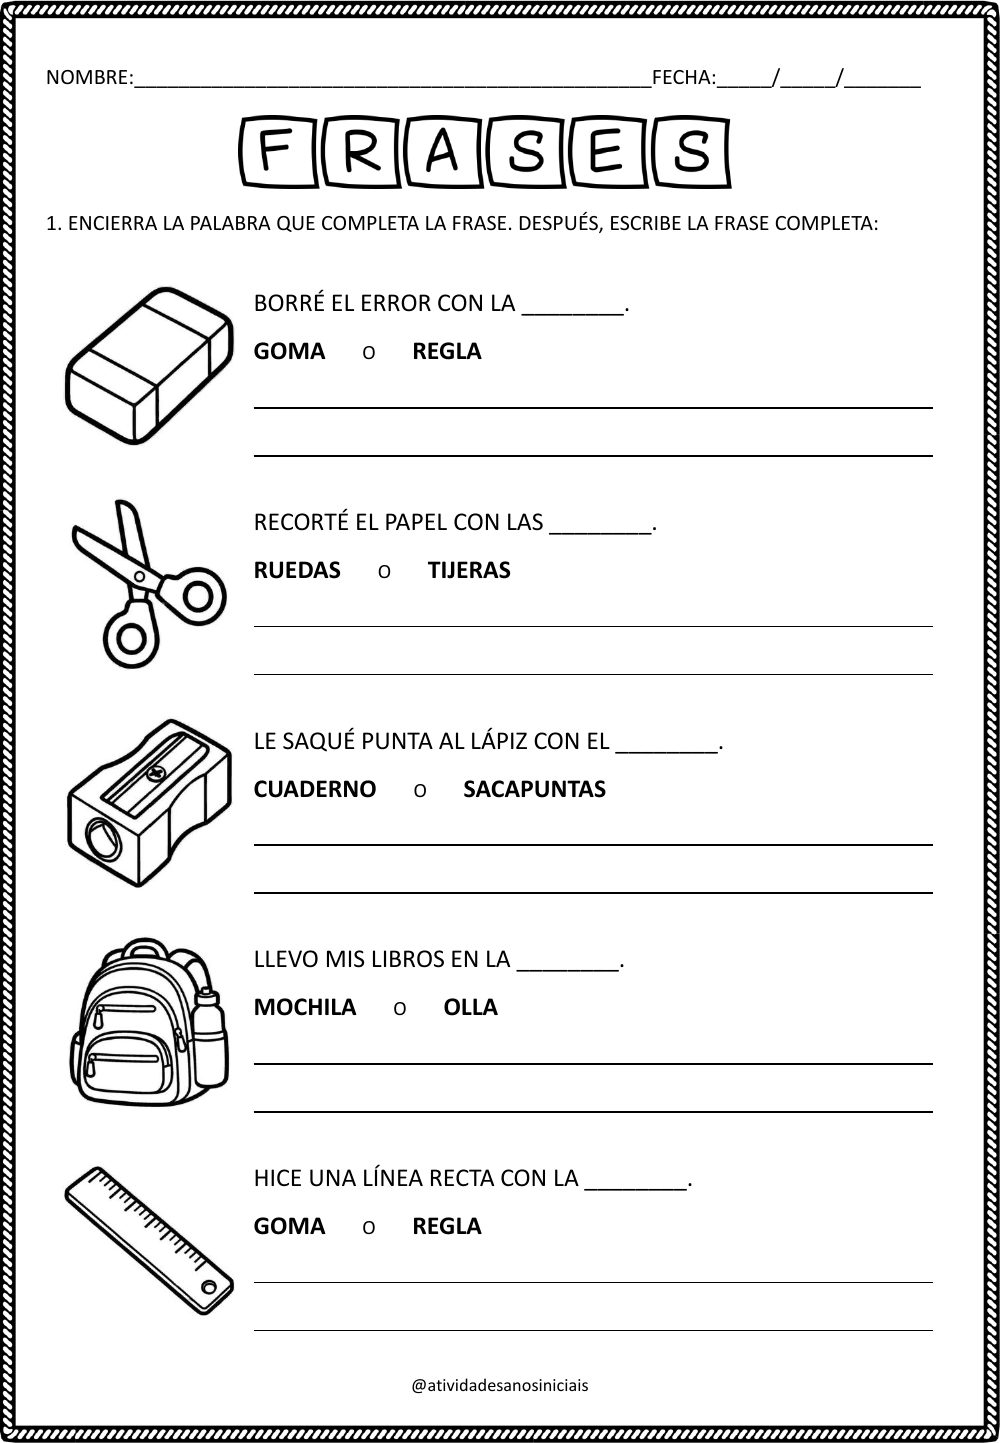 NOMBRE:_______________________________________________FECHA:_____/_____/_______
FRASES
1. ENCIERRA LA PALABRA QUE COMPLETA LA FRASE. DESPUÉS, ESCRIBE LA FRASE COMPLETA:
BORRÉ EL ERROR CON LA ________.
GOMA o REGLA
RECORTÉ EL PAPEL CON LAS ________.
RUEDAS o TIJERAS
LE SAQUÉ PUNTA AL LÁPIZ CON EL ________.
CUADERNO o SACAPUNTAS
LLEVO MIS LIBROS EN LA ________.
MOCHILA o OLLA
HICE UNA LÍNEA RECTA CON LA ________.
GOMA o REGLA
@atividadesanosiniciais